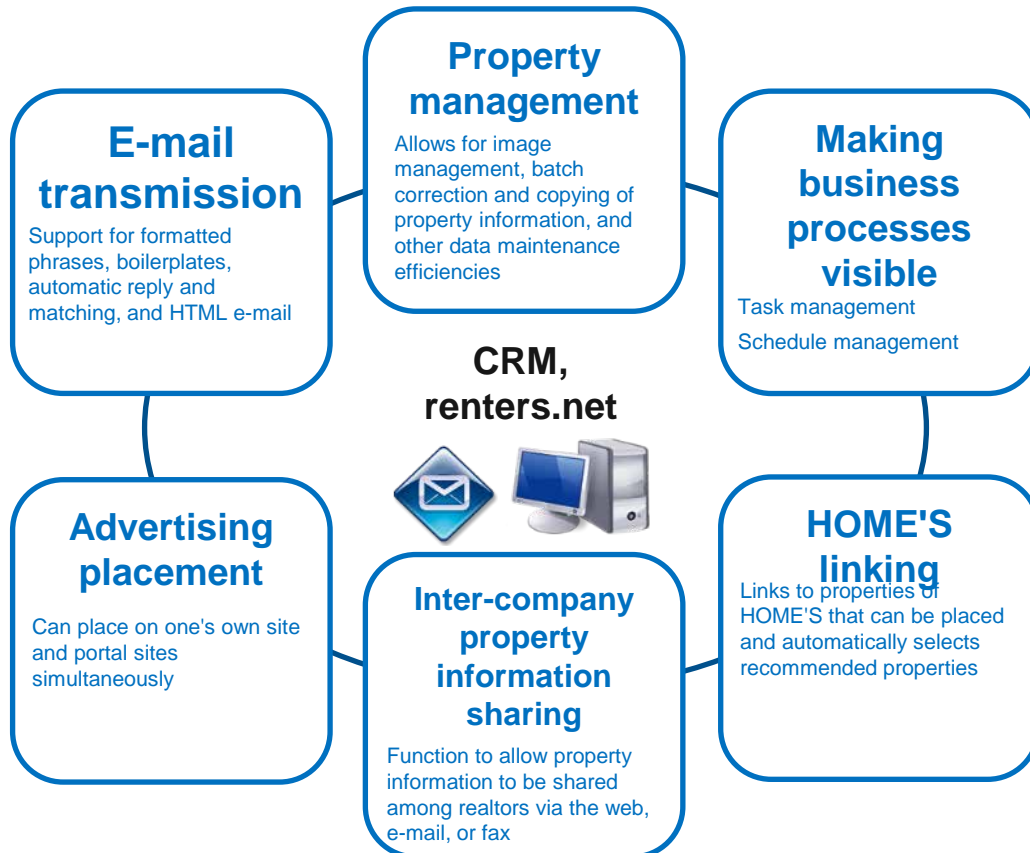 Property
management
Allows for image
management, batch
correction and copying of
property information, and
other data maintenance
efficiencies
E-mail
transmission
Support for formatted
phrases, boilerplates,
automatic reply and
matching, and HTML e-mail
Making
business
processes
visible
Task management
Schedule management
CRM,
renters.net
Advertising
placement
Can place on one's own site
and portal sites
simultaneously
Inter-company
property
information
sharing
Function to allow property
information to be shared
among realtors via the web,
e-mail, or fax
HOME'S
linking
Links to properties of
HOME'S that can be placed
and automatically selects
recommended properties